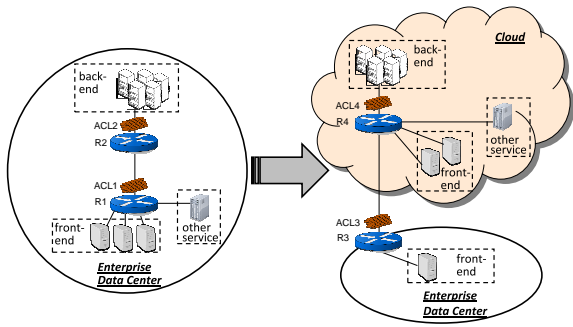 back-
end
ACL2
R2
ACL1
R1
front-
end
other
service
Enterprise
Data Center
Cloud
back-
end
ACL4
R4
other
service
front-
end
ACL3
R3
front-
end
Enterprise
Data Center